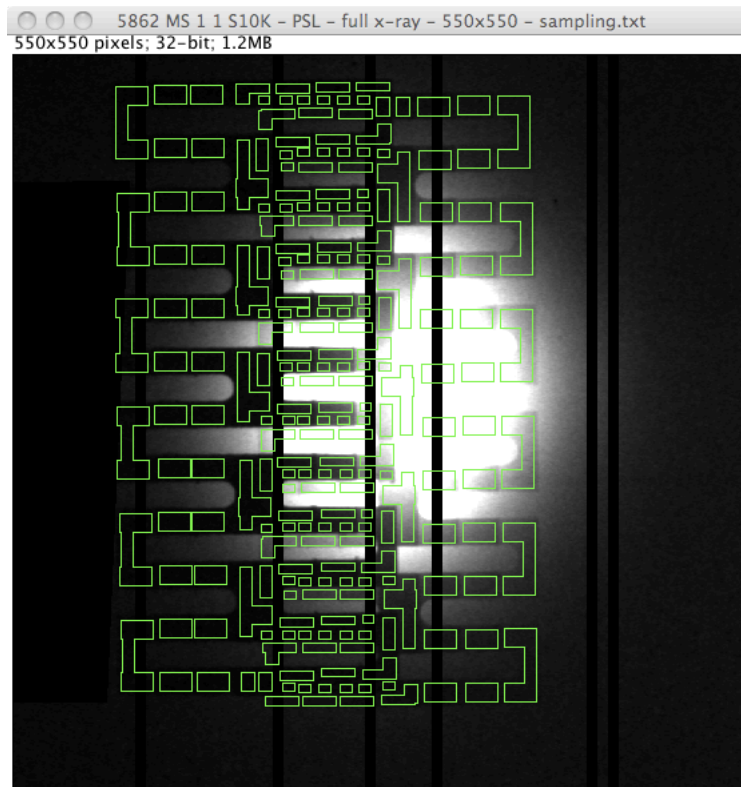 5862 MS 1 1 S10K – PSL – full x-ray – 550x550 – sampling.txt
550x550 pixels; 32-bit; 1.2MB